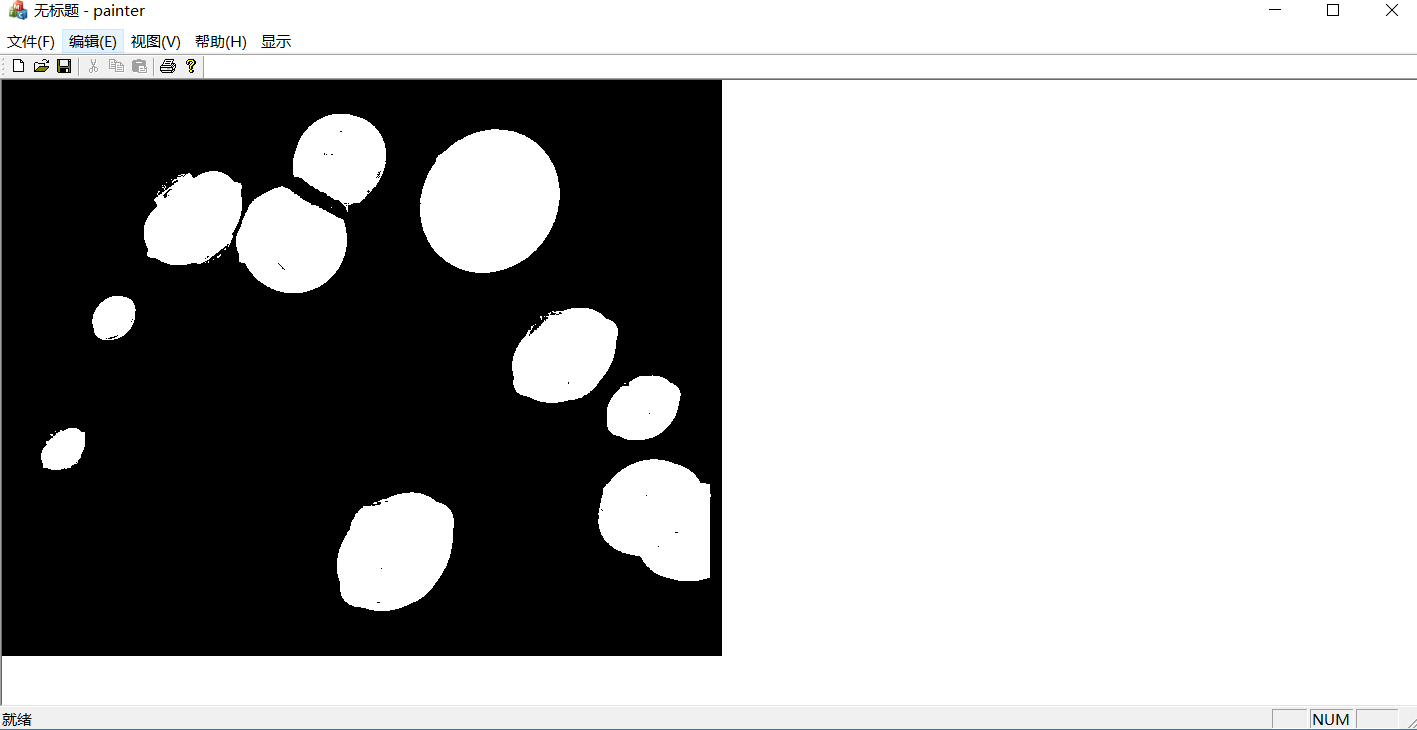 无标题 - painter
文件(F) 编辑(E) 视图(V) 帮助(H) 显示
就绪 NUM